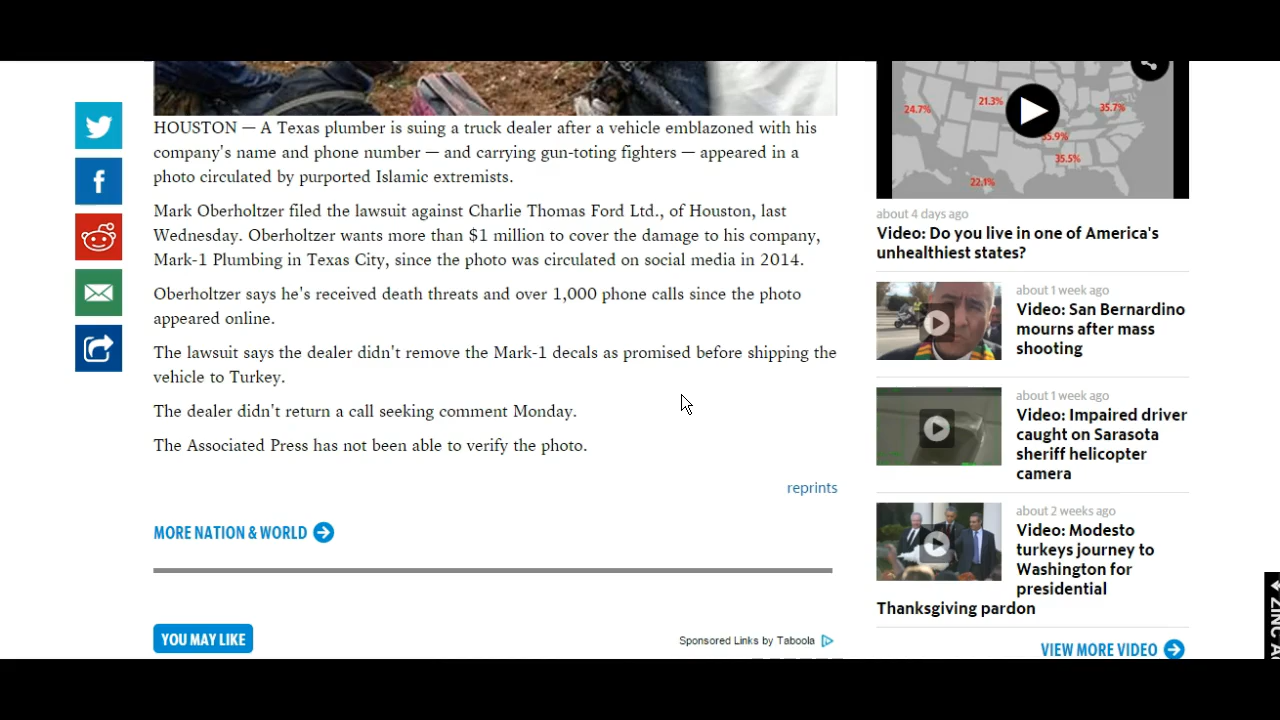 HOUSTON — A Texas plumber is suing a truck dealer after a vehicle emblazoned with his
company's name and phone number — and carrying gun-toting fighters — appeared in a
photo circulated by purported Islamic extremists.
Mark Oberholtzer filed the lawsuit against Charlie Thomas Ford Ltd., of Houston, last
Wednesday. Oberholtzer wants more than $1 million to cover the damage to his company,
Mark-1 Plumbing in Texas City, since the photo was circulated on social media in 2014.
Oberholtzer says he's received death threats and over 1,000 phone calls since the photo
appeared online.
The lawsuit says the dealer didn't remove the Mark-1 decals as promised before shipping the
vehicle to Turkey.
The dealer didn't return a call seeking comment Monday.
The Associated Press has not been able to verify the photo.
reprints
MORE NATION & WORLD
YOU MAY LIKE
Sponsored Links by Taboola
24.7%
21.3%
35.7%
35.9%
35.5%
22.1%
about 4 days ago
Video: Do you live in one of America's
unhealthiest states?
about 1 week ago
Video: San Bernardino
mourns after mass
shooting
about 1 week ago
Video: Impaired driver
caught on Sarasota
sheriff helicopter
camera
about 2 weeks ago
Video: Modesto
turkeys journey to
Washington for
presidential
Thanksgiving pardon
VIEW MORE VIDEO